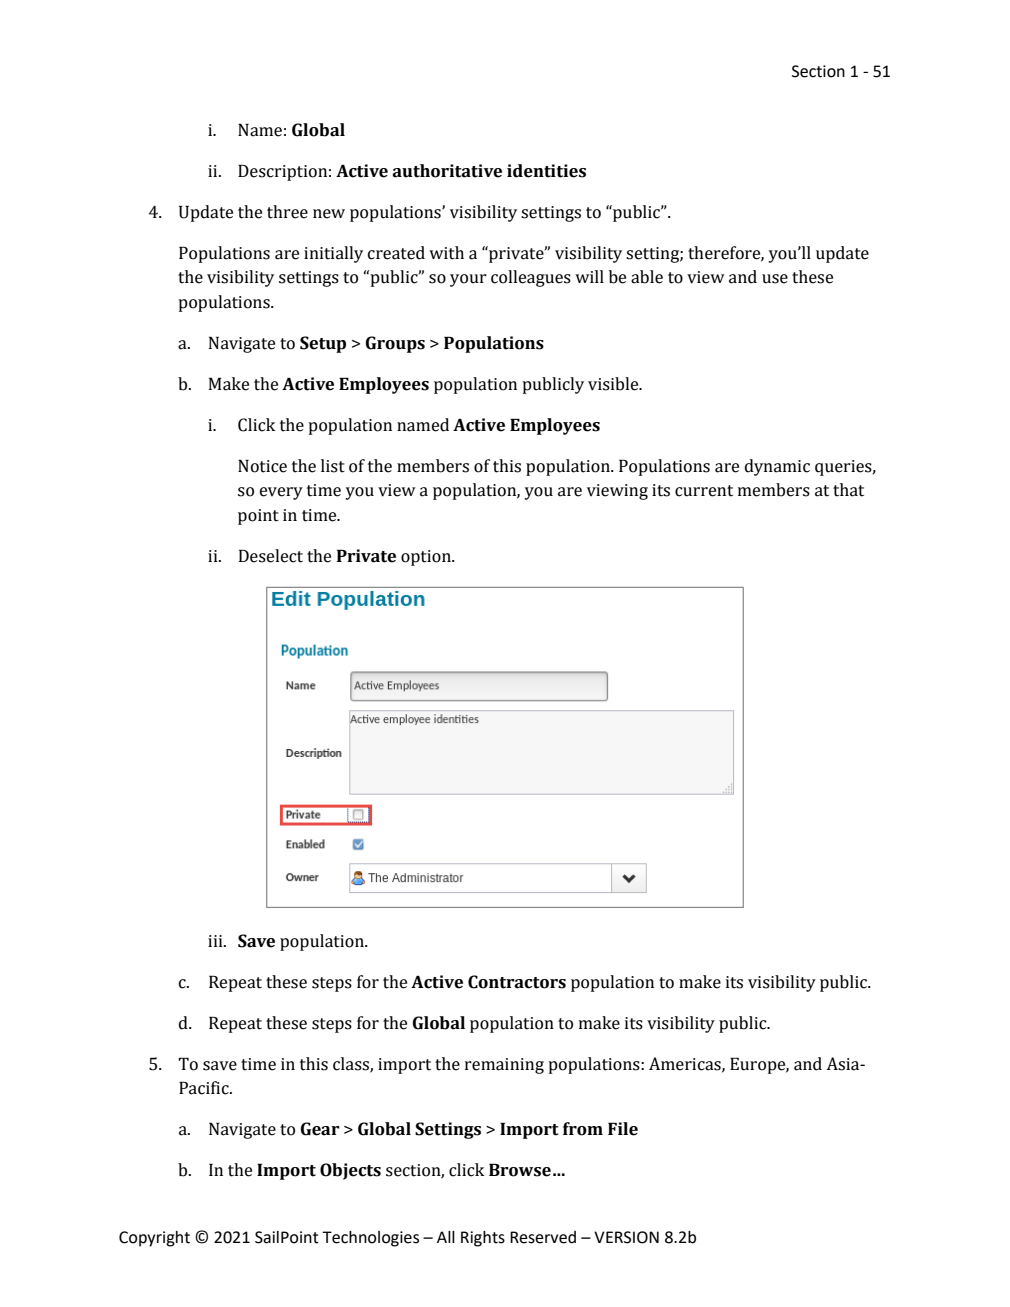 Section 1 - 51
i. Name: Global
ii. Description: Active authoritative identities
4. Update the three new populations’ visibility settings to “public”.
Populations are initially created with a “private” visibility setting; therefore, you’ll update
the visibility settings to “public” so your colleagues will be able to view and use these
populations.
a. Navigate to Setup > Groups > Populations
b. Make the Active Employees population publicly visible.
i. Click the population named Active Employees
Notice the list of the members of this population. Populations are dynamic queries,
so every time you view a population, you are viewing its current members at that
point in time.
ii. Deselect the Private option.
Edit Population
Population
Name Active Employees
Active employee identities
Description
Private
Enabled
Owner The Administrator
iii. Save population.
c. Repeat these steps for the Active Contractors population to make its visibility public.
d. Repeat these steps for the Global population to make its visibility public.
5. To save time in this class, import the remaining populations: Americas, Europe, and Asia-
Pacific.
a. Navigate to Gear > Global Settings > Import from File
b. In the Import Objects section, click Browse…
Copyright © 2021 SailPoint Technologies – All Rights Reserved – VERSION 8.2b